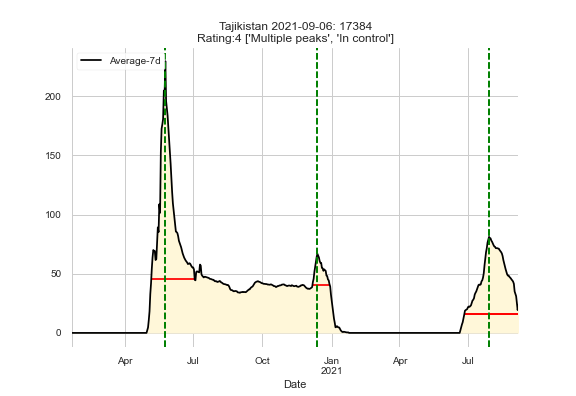 Tajikistan 2021-09-06: 17384
Rating:4 ['Multiple peaks', 'In control']
Average-7d
200
150
100
50
0
Apr Jul Oct Jan Apr Jul
2021
Date